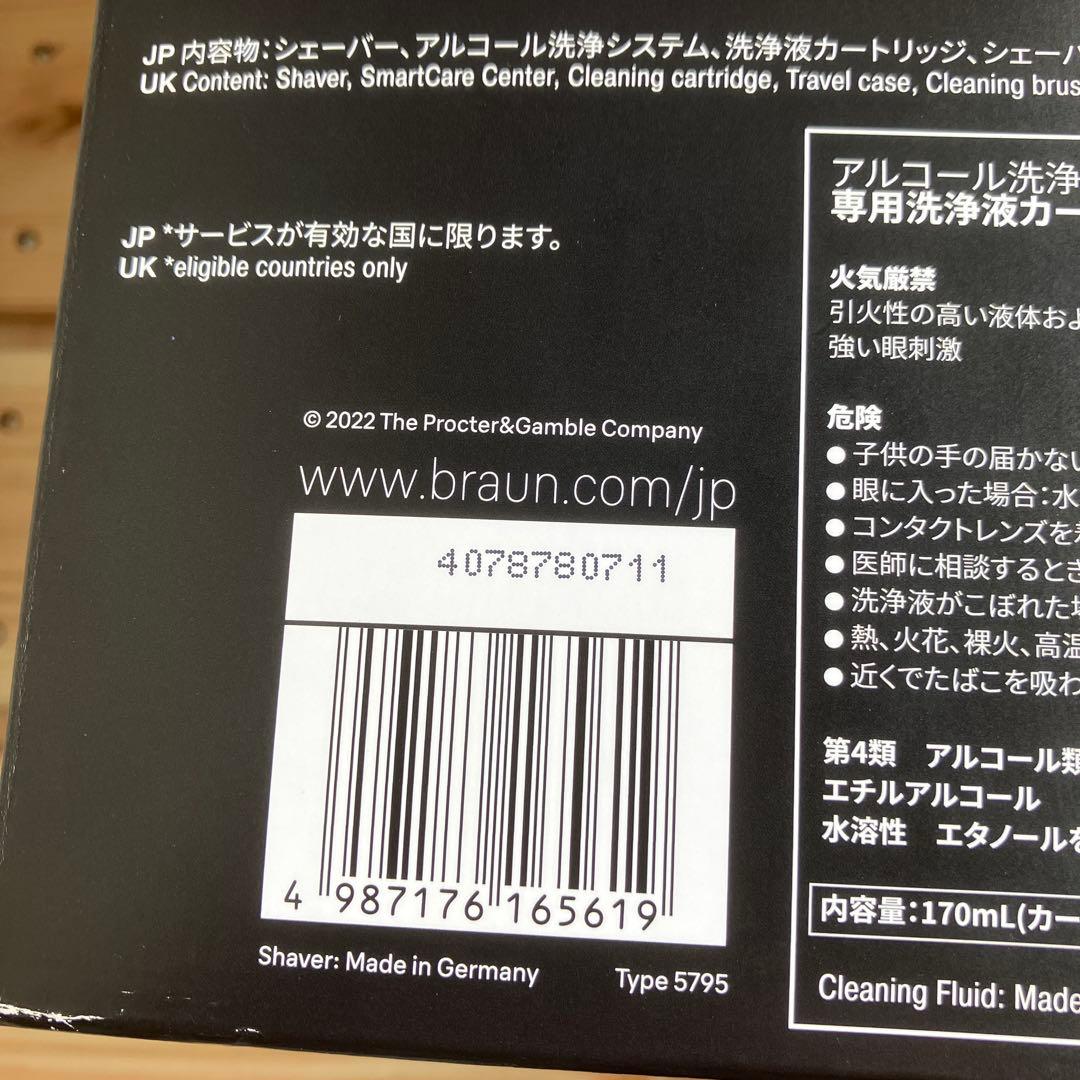 JP 内容物：シェーバー、アルコール洗浄システム、洗浄液カートリッジ、シェーバ
UK Content: Shaver, SmartCare Center, Cleaning cartridge, Travel case, Cleaning brus
JP *サービスが有効な国に限ります。
UK *eligible countries only
© 2022 The Procter&Gamble Company
www.braun.com/jp
4078780711
4 987176 165619
Shaver: Made in Germany Type 5795
アルコール洗浄
専用洗浄液カー
火気厳禁
引火性の高い液体およ
強い眼刺激
危険
● 子供の手の届かない
● 眼に入った場合：水
● コンタクトレンズを
● 医師に相談するとき
● 洗浄液がこぼれた場
● 熱、火花、裸火、高温
● 近くでたばこを吸わ
第4類 アルコール類
エチルアルコール
水溶性 エタノールを
内容量：170mL(カー
Cleaning Fluid: Made